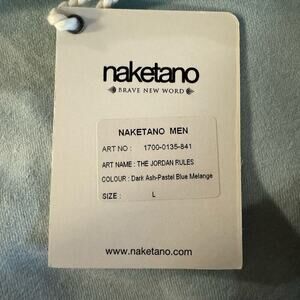 naketano
BRAVE NEW WORD
NAKETANO MEN
ART NO : 1700-0135-841
ART NAME : THE JORDAN RULES
COLOUR : Dark Ash-Pastel Blue Melange
SIZE : L
www.naketano.com